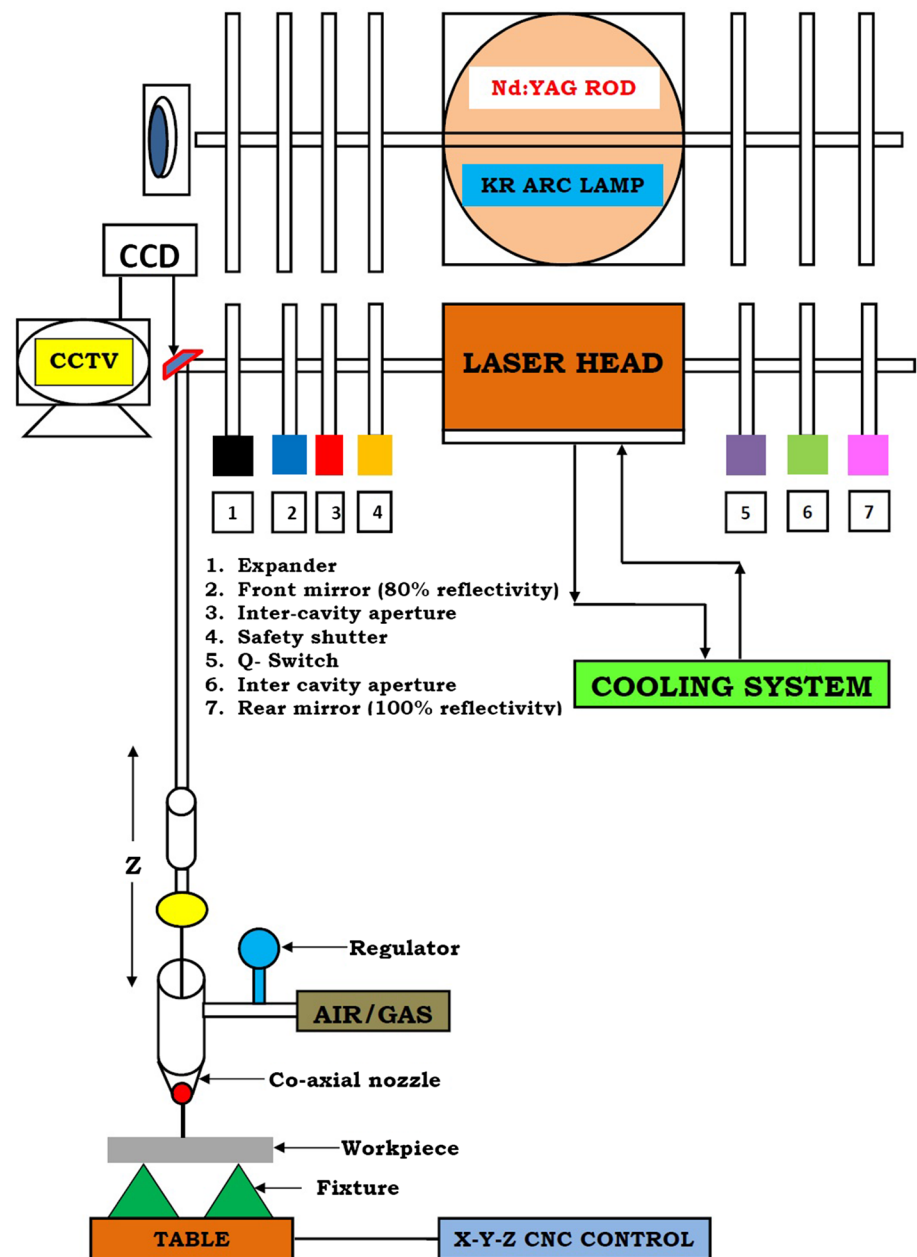 Nd:YAG ROD
KR ARC LAMP
CCD
CCTV
LASER HEAD
1 2 3 4 5 6 7
1. Expander
2. Front mirror (80% reflectivity)
3. Inter-cavity aperture
4. Safety shutter
5. Q- Switch
6. Inter cavity aperture
7. Rear mirror (100% reflectivity)
COOLING SYSTEM
Z
Regulator
AIR/GAS
Co-axial nozzle
Workpiece
Fixture
TABLE
X-Y-Z CNC CONTROL